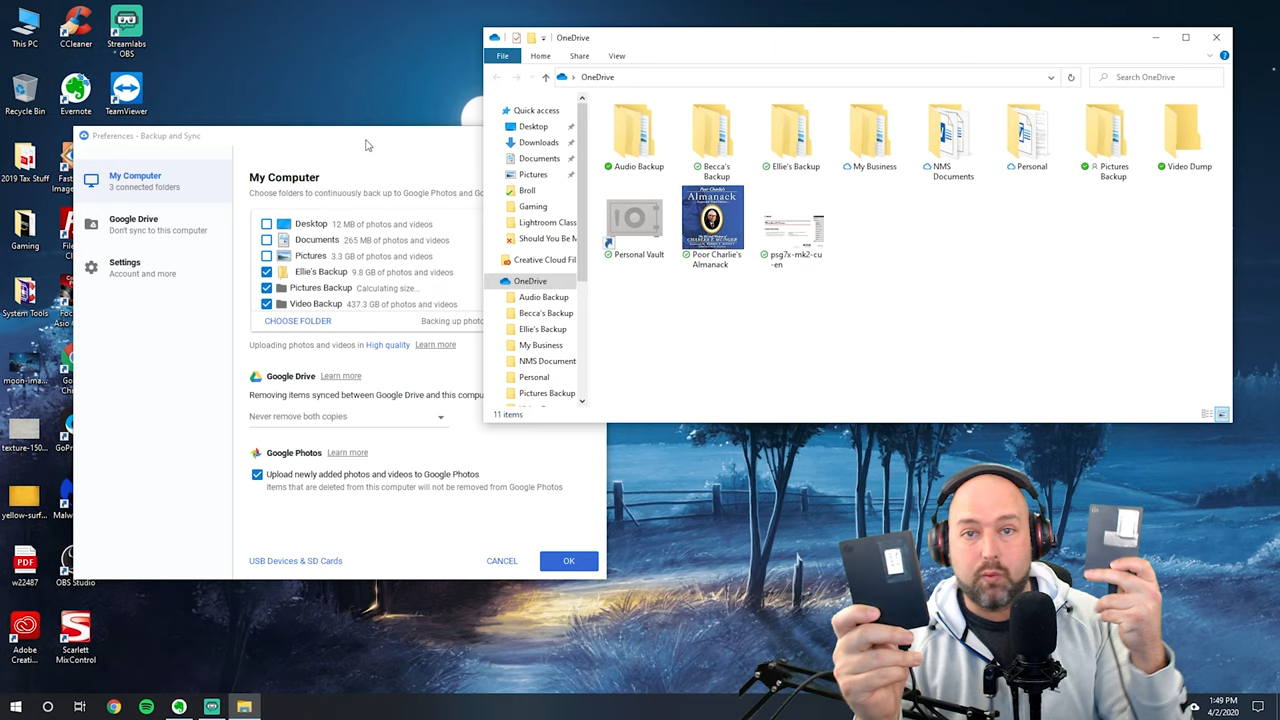 This PC
CCleaner
Streamlabs
OBS
Recycle Bin
Evernote
TeamViewer
Gaming
System Tools
moon-ima...
texture-150...
yellow-surf...
PDF
w22487
OBS Studio
Adobe
Creati...
Scarlett
MixControl
Preferences - Backup and Sync
My Computer
3 connected folders
Google Drive
Don't sync to this computer
Settings
Account and more
My Computer
Choose folders to continuously back up to Google Photos and
Desktop 12 MB of photos and videos
Documents 265 MB of photos and videos
Pictures 3.3 GB of photos and videos
Ellie's Backup 9.8 GB of photos and videos
Pictures Backup Calculating size...
Video Backup 437.3 GB of photos and videos
CHOOSE FOLDER
Backing up
Uploading photos and videos in High quality Learn more
Google Drive Learn more
Removing items synced between Google Drive and this
Never remove both copies
Google Photos Learn more
Upload newly added photos and videos to Google Photos
Items that are deleted from this computer will not be removed from Google Photos
USB Devices & SD Cards
CANCEL
OK
OneDrive
File
Home
Share
View
OneDrive
Search OneDrive
Quick access
Desktop
Downloads
Documents
Pictures
Broll
Gaming
Lightroom Class
Should You Be M
Creative Cloud Fil
OneDrive
Audio Backup
Becca's Backup
Ellie's Backup
My Business
NMS Document
Personal
Pictures Backup
Audio Backup
Becca's
Backup
Ellie's Backup
My Business
NMS
Documents
Personal
Pictures
Backup
Video Dump
Personal Vault
Poor Charlie's
Almanack
Poor Charlie's
Almanack
psg7x-mk2-cu
-en
11 items
1:49 PM
4/2/2020